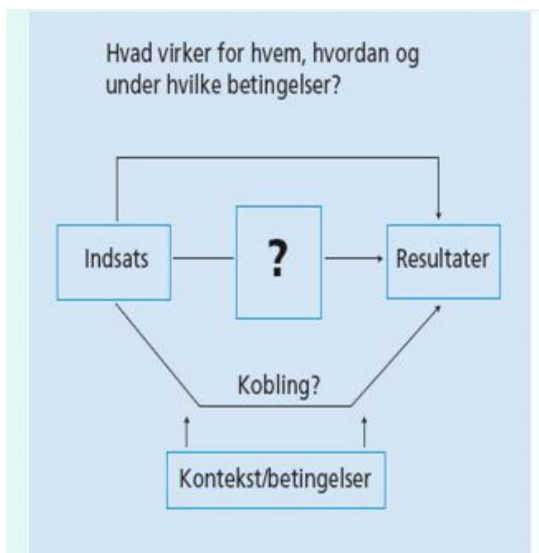 Hvad virker for hvem, hvordan og
under hvilke betingelser?
Indsats
?
Resultater
Kobling?
Kontekst/betingelser